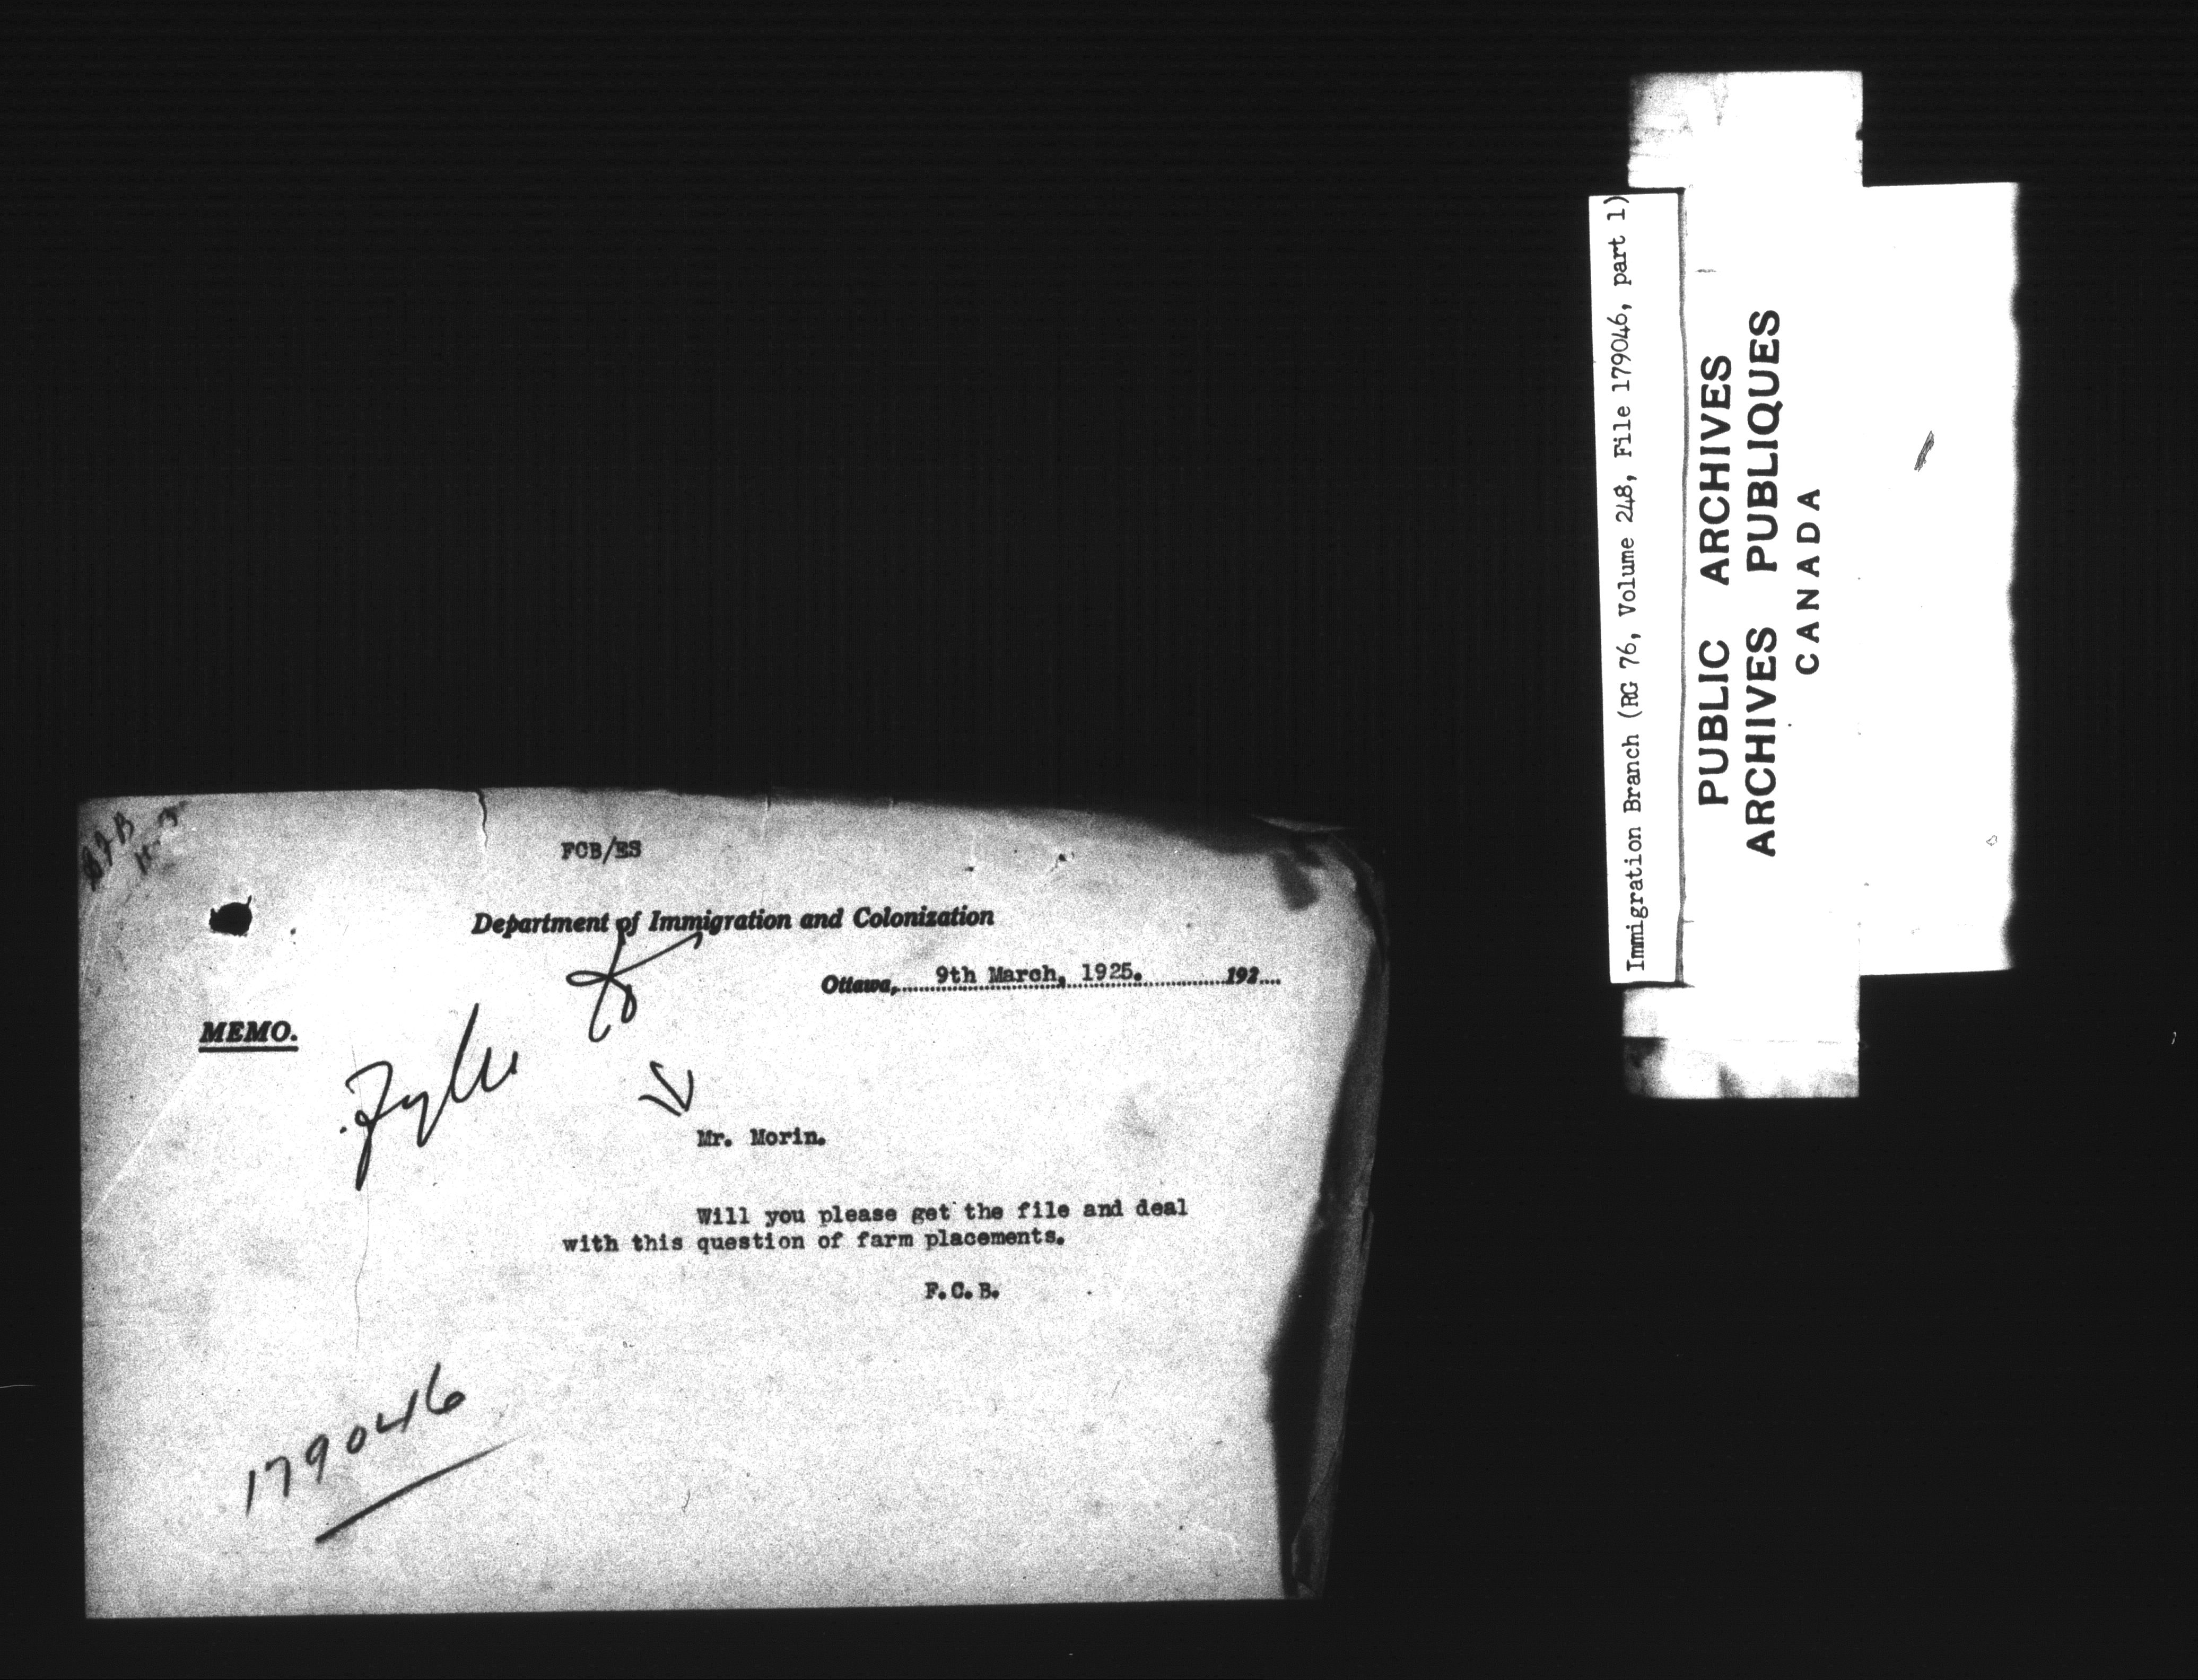 FCB/ES
Department of Immigration and Colonization
Ottawa, 9th March, 1925. 192
MEMO.
Mr. Morin.
Will you please get the file and deal
with this question of farm placements.
F.C.B.
179046
Immigration Branch (RG 76, Volume 248, File 179046, part 1)
PUBLIC ARCHIVES
ARCHIVES PUBLIQUES
CANADA